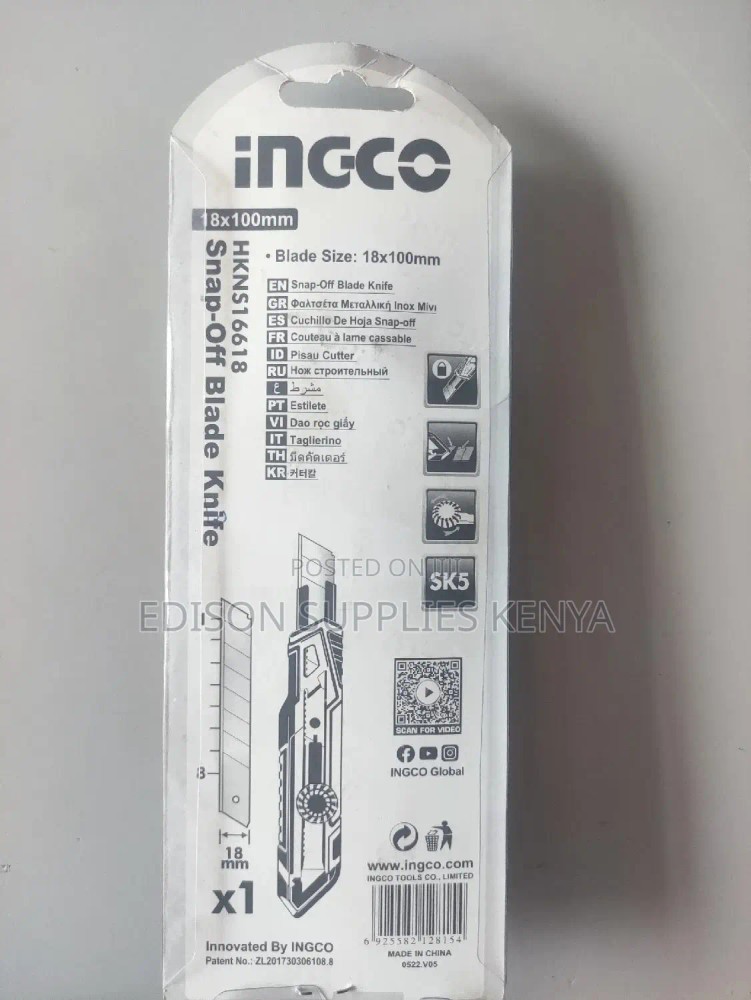 INGCO
18x100mm
HKNS16618
Snap-Off Blade Knife
• Blade Size: 18x100mm
EN Snap-Off Blade Knife
GR Φαλτσέτα Μεταλλική Inox Μινι
ES Cuchillo De Hoja Snap-off
FR Couteau à lame cassable
ID Pisau Cutter
RU Нож строительный
ع مشرط
PT Estilete
VI Dao rọc giấy
IT Taglierino
TH มีดคัตเตอร์
KR 커터칼
SK5
POSTED ON
EDISON SUPPLIES KENYA
SCAN FOR VIDEO
INGCO Global
1
8
18
mm
x1
www.ingco.com
INGCO TOOLS CO., LIMITED
6 925582 128154
MADE IN CHINA
0522.V05
Innovated By INGCO
Patent No.: ZL201730306108.8